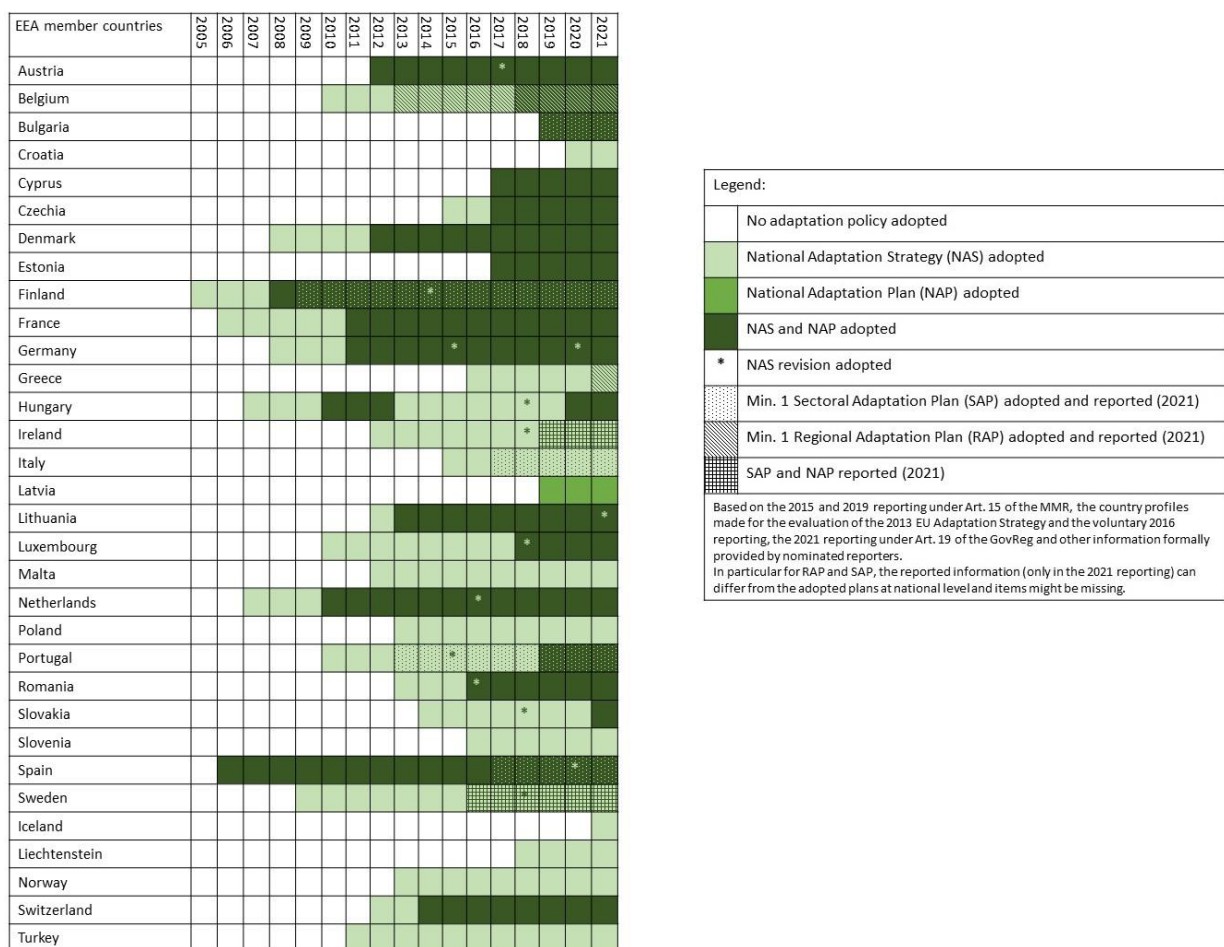 EEA member countries 2005 2006 2007 2008 2009 2010 2011 2012 2013 2014 2015 2016 2017 2018 2019 2020 2021
Austria *
Belgium
Bulgaria
Croatia
Cyprus
Czechia
Denmark
Estonia
Finland *
France
Germany * *
Greece
Hungary *
Ireland *
Italy
Latvia
Lithuania *
Luxembourg *
Malta
Netherlands *
Poland
Portugal *
Romania *
Slovakia *
Slovenia
Spain *
Sweden *
Iceland
Liechtenstein
Norway
Switzerland
Turkey
Legend:
No adaptation policy adopted
National Adaptation Strategy (NAS) adopted
National Adaptation Plan (NAP) adopted
NAS and NAP adopted
* NAS revision adopted
Min. 1 Sectoral Adaptation Plan (SAP) adopted and reported (2021)
Min. 1 Regional Adaptation Plan (RAP) adopted and reported (2021)
SAP and NAP reported (2021)
Based on the 2015 and 2019 reporting under Art. 15 of the MMR, the country profiles
made for the evaluation of the 2013 EU Adaptation Strategy and the voluntary 2016
reporting, the 2021 reporting under Art. 19 of the GovReg and other information formally
provided by nominated reporters.
In particular for RAP and SAP, the reported information (only in the 2021 reporting) can
differ from the adopted plans at national level and items might be missing.